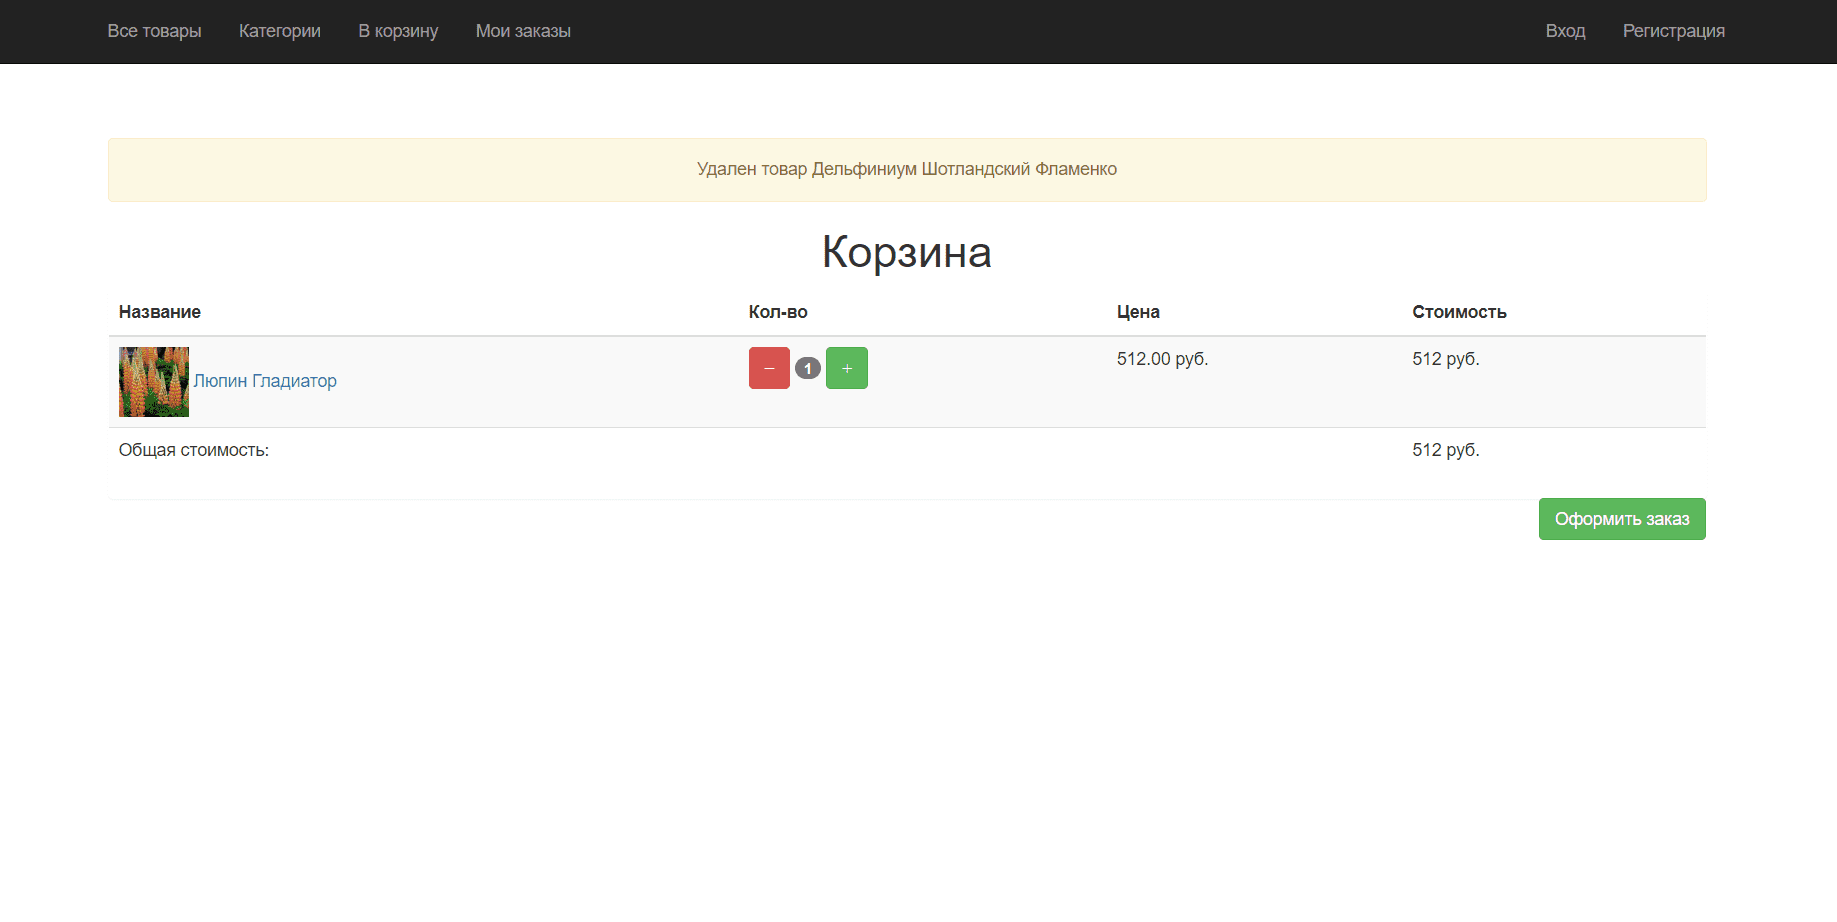 Все товары Категории В корзину Мои заказы Вход Регистрация
Удален товар Дельфиниум Шотландский Фламенко
Корзина
Название Кол-во Цена Стоимость
Люпин Гладиатор − 1 + 512.00 руб. 512 руб.
Общая стоимость: 512 руб.
Оформить заказ